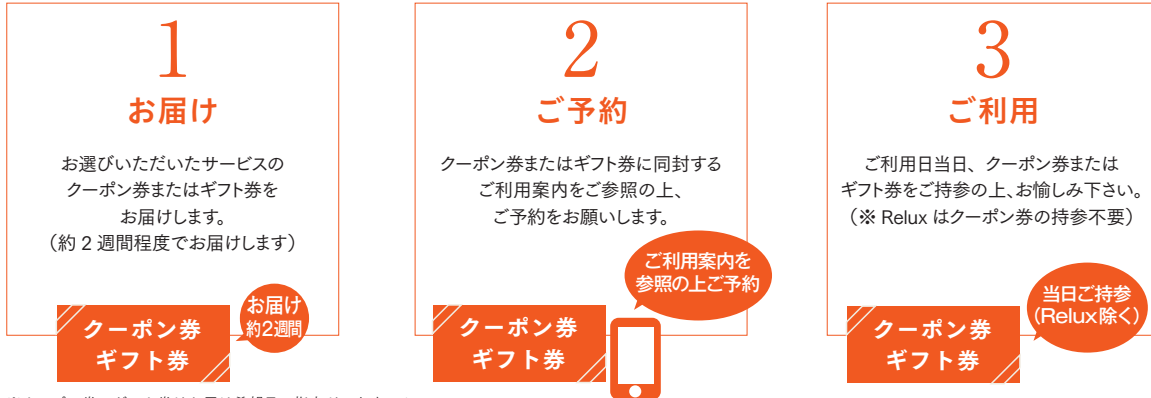 1
お届け
お選びいただいたサービスの
クーポン券またはギフト券を
お届けします。
（約 2 週間程度でお届けします）
お届け
約2週間
クーポン券
ギフト券
2
ご予約
クーポン券またはギフト券に同封する
ご利用案内をご参照の上、
ご予約をお願いします。
ご利用案内を
参照の上ご予約
クーポン券
ギフト券
3
ご利用
ご利用日当日、クーポン券または
ギフト券をご持参の上、お愉しみ下さい。
（※ Relux はクーポン券の持参不要）
当日ご持参
(Relux除く)
クーポン券
ギフト券